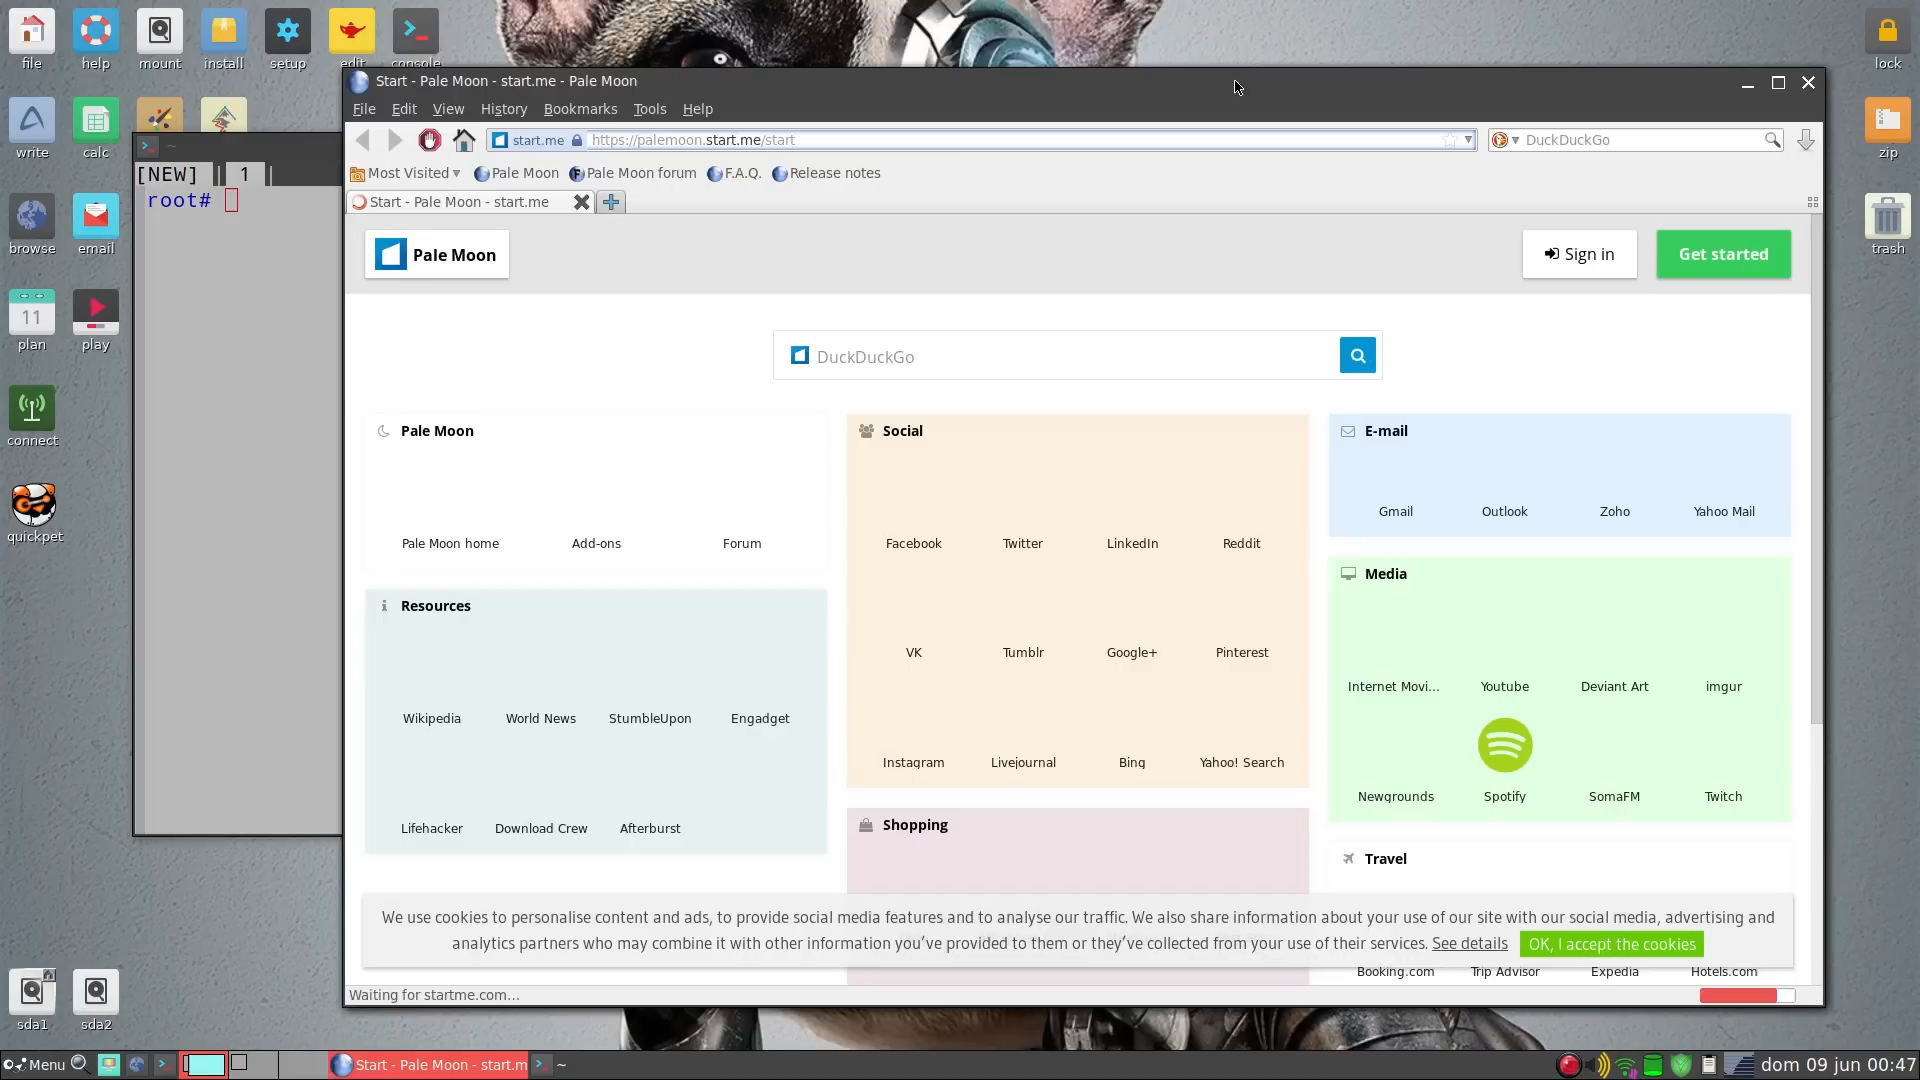 file
help
mount
install
setup
edit
console
lock
write
calc
zip
browse
email
trash
plan
11
play
connect
quickpet
sda1
sda2
~
[NEW] | 1 |
root#
Start - Pale Moon - start.me - Pale Moon
File Edit View History Bookmarks Tools Help
start.me https://palemoon.start.me/start
DuckDuckGo
Most Visited Pale Moon Pale Moon forum F.A.Q. Release notes
Start - Pale Moon - start.me
Pale Moon
Sign in
Get started
DuckDuckGo
Pale Moon
Pale Moon home Add-ons Forum
Resources
Wikipedia World News StumbleUpon Engadget
Lifehacker Download Crew Afterburst
Social
Facebook Twitter LinkedIn Reddit
VK Tumblr Google+ Pinterest
Instagram Livejournal Bing Yahoo! Search
Shopping
E-mail
Gmail Outlook Zoho Yahoo Mail
Media
Internet Movi... Youtube Deviant Art imgur
Newgrounds Spotify SomaFM Twitch
Travel
Booking.com Trip Advisor Expedia Hotels.com
We use cookies to personalise content and ads, to provide social media features and to analyse our traffic. We also share information about your use of our site with our social media, advertising and
analytics partners who may combine it with other information you've provided to them or they've collected from your use of their services. See details OK, I accept the cookies
Waiting for startme.com...
Menu
Start - Pale Moon - start.m
~
dom 09 jun 00:47